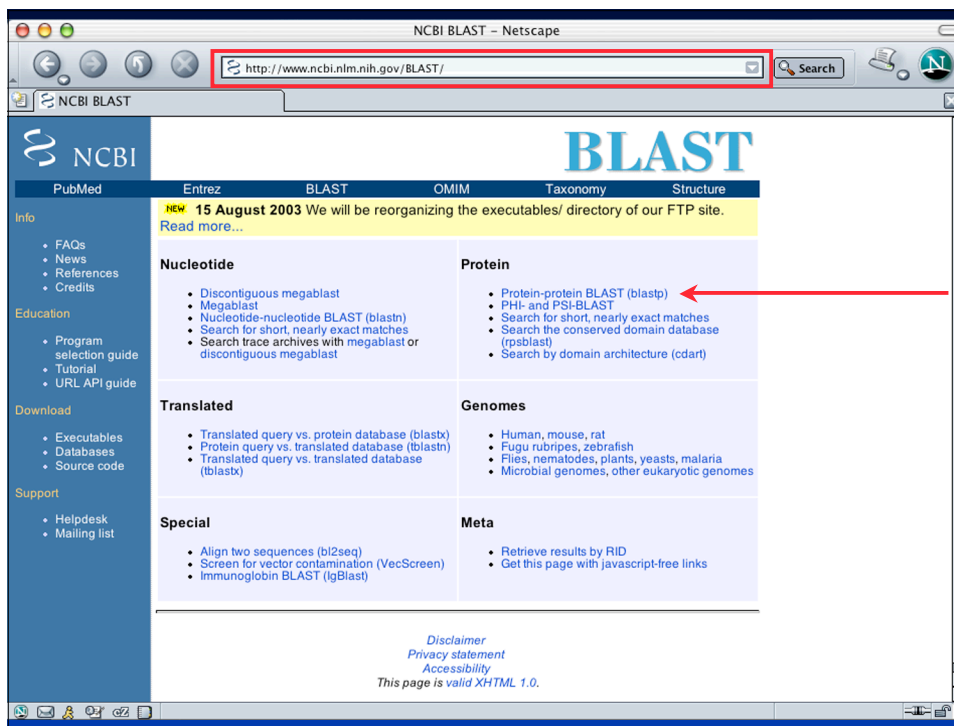 NCBI BLAST - Netscape
http://www.ncbi.nlm.nih.gov/BLAST/
Search
N
NCBI BLAST
NCBI
BLAST
PubMed Entrez BLAST OMIM Taxonomy Structure
Info
FAQs
News
References
Credits
Education
Program
selection guide
Tutorial
URL API guide
Download
Executables
Databases
Source code
Support
Helpdesk
Mailing list
NEW 15 August 2003 We will be reorganizing the executables/ directory of our FTP site.
Read more...
Nucleotide
Discontiguous megablast
Megablast
Nucleotide-nucleotide BLAST (blastn)
Search for short, nearly exact matches
Search trace archives with megablast or
discontiguous megablast
Protein
Protein-protein BLAST (blastp)
PHI- and PSI-BLAST
Search for short, nearly exact matches
Search the conserved domain database
(rpsblast)
Search by domain architecture (cdart)
Translated
Translated query vs. protein database (blastx)
Protein query vs. translated database (tblastn)
Translated query vs. translated database
(tblastx)
Genomes
Human, mouse, rat
Fugu rubripes, zebrafish
Flies, nematodes, plants, yeasts, malaria
Microbial genomes, other eukaryotic genomes
Special
Align two sequences (bl2seq)
Screen for vector contamination (VecScreen)
Immunoglobin BLAST (IgBlast)
Meta
Retrieve results by RID
Get this page with javascript-free links
Disclaimer
Privacy statement
Accessibility
This page is valid XHTML 1.0.